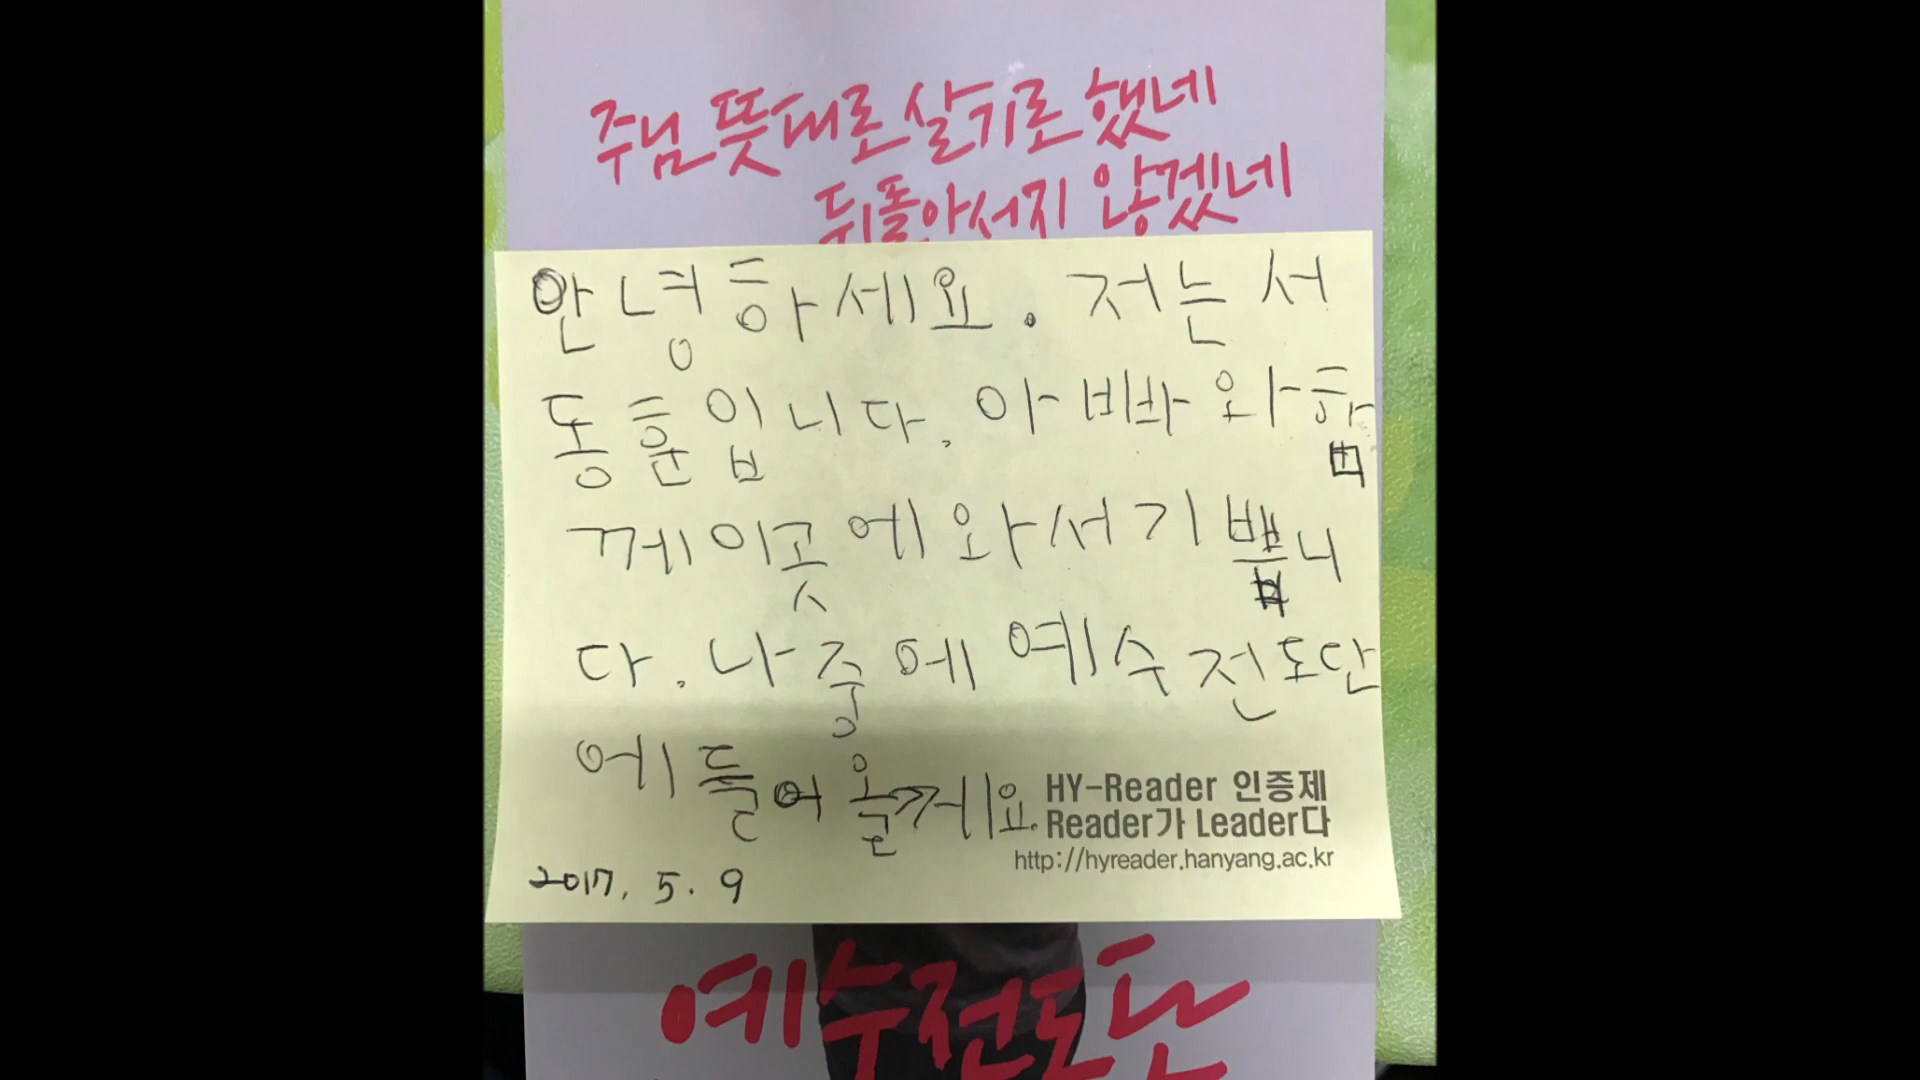 주님 뜻대로 살기로 했네
뒤돌아서지 않겠네
안녕하세요. 저는 서
동훈입니다. 아빠와 함
께 이곳에 와서 기쁩니
다. 나중에 예수전도단
에 들어올께요.
HY-Reader 인증제
Reader가 Leader다
http://hyreader.hanyang.ac.kr
2017. 5. 9
예수전도단